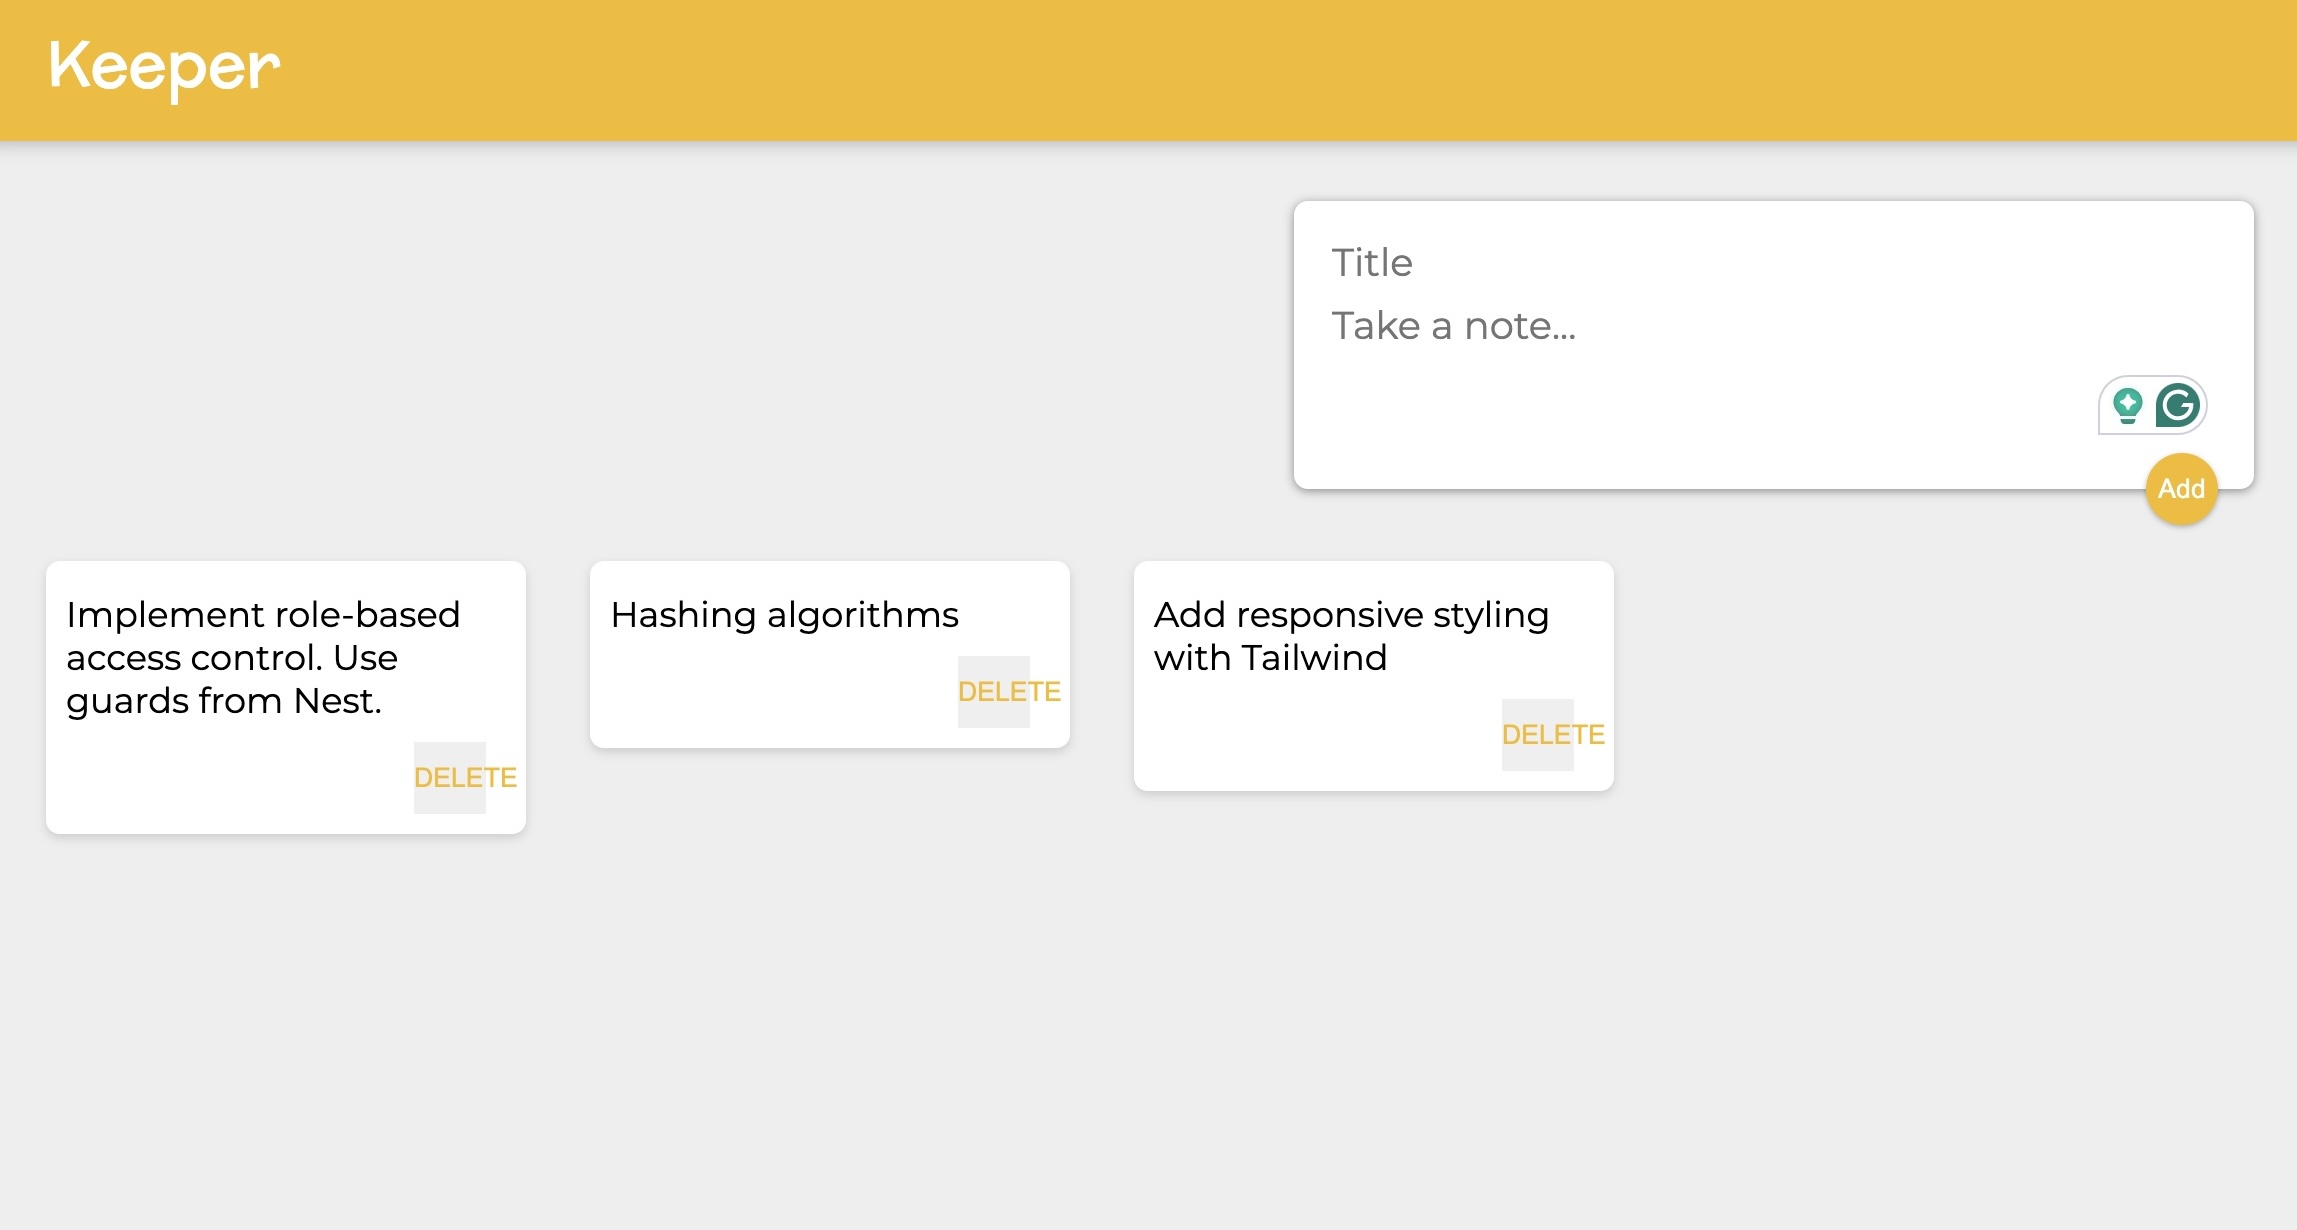 Keeper
Title
Take a note...
Add
Implement role-based
access control. Use
guards from Nest.
DELETE
Hashing algorithms
DELETE
Add responsive styling
with Tailwind
DELETE